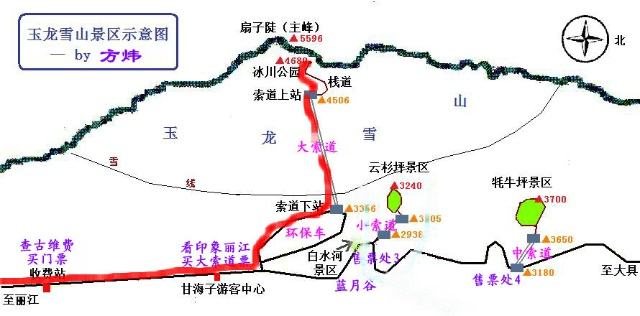 玉龙雪山景区示意图
— by 方炜
扇子陡（主峰）
5596
北
4680
冰川公园
栈道
索道上站
4506
玉 龙 雪 山
大索道
云杉坪景区
牦牛坪景区
雪 线
3240
3700
索道下站
3356
环保车
小索道
3205
2938
3650
中索道
查古维费
买门票
收费站
看印象丽江
买大索道票
白水河
景区
售票处3
蓝月谷
售票处4
3180
至大具
至丽江
甘海子游客中心